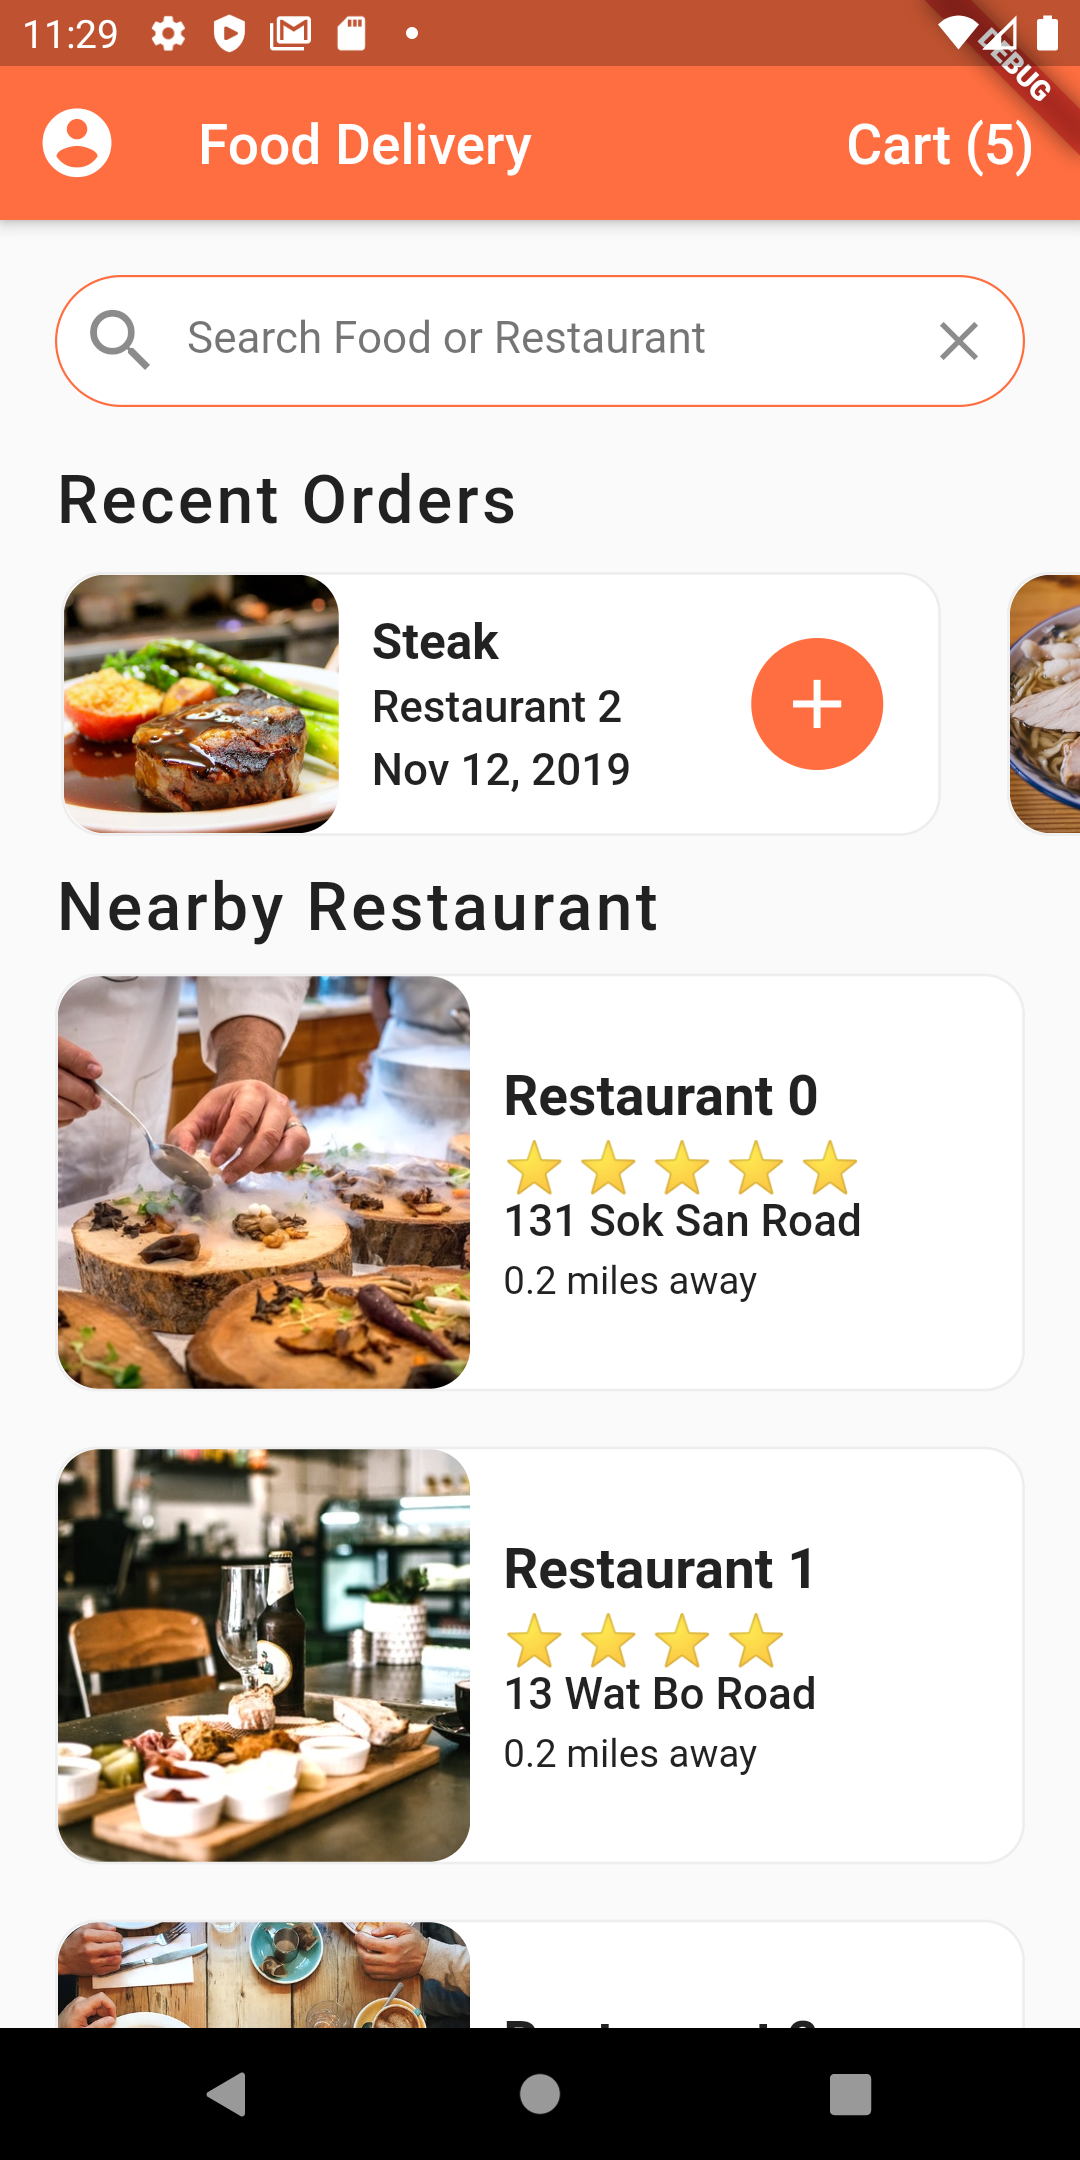 11:29
DEBUG
Food Delivery
Cart (5)
Search Food or Restaurant
Recent Orders
Steak
Restaurant 2
Nov 12, 2019
Nearby Restaurant
Restaurant 0
131 Sok San Road
0.2 miles away
Restaurant 1
13 Wat Bo Road
0.2 miles away